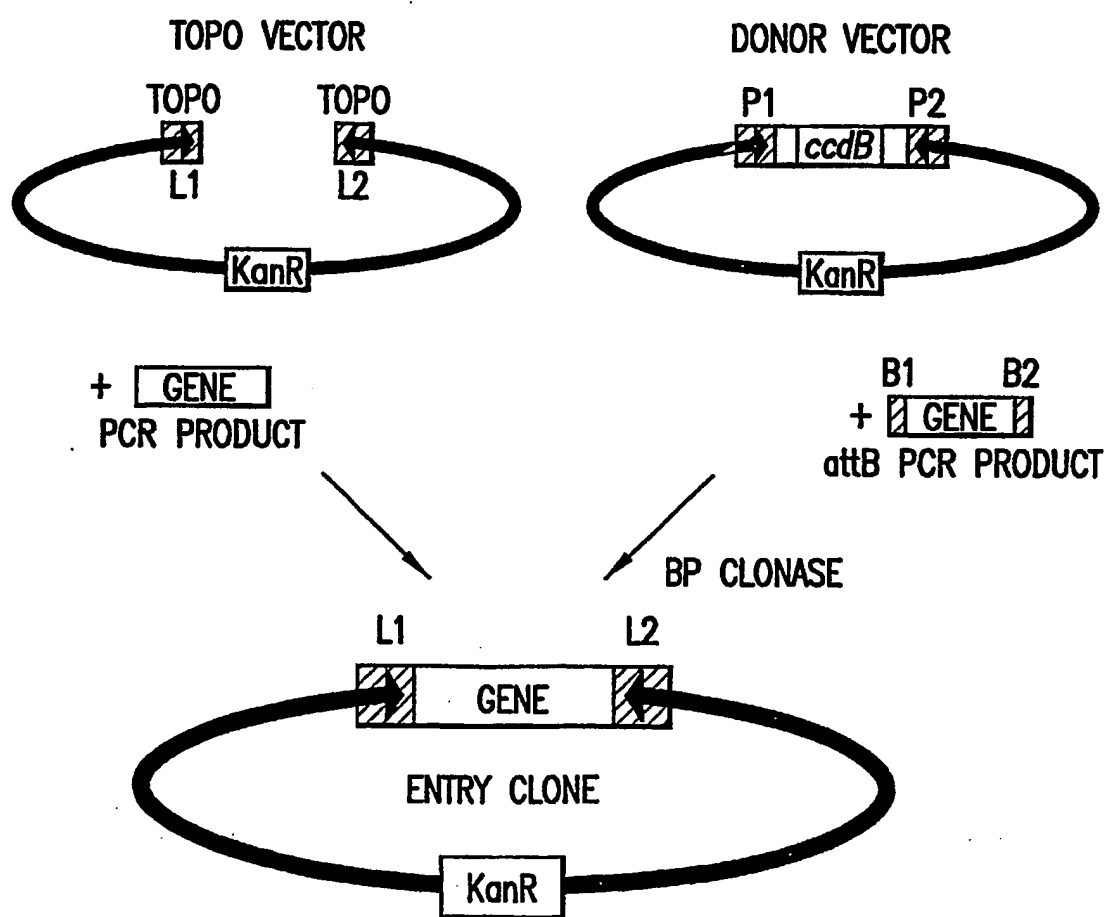 TOPO VECTOR
TOPO TOPO
L1 L2
KanR
+ GENE
PCR PRODUCT
DONOR VECTOR
P1 P2
ccdB
KanR
B1 B2
+ GENE
attB PCR PRODUCT
BP CLONASE
L1 L2
GENE
ENTRY CLONE
KanR